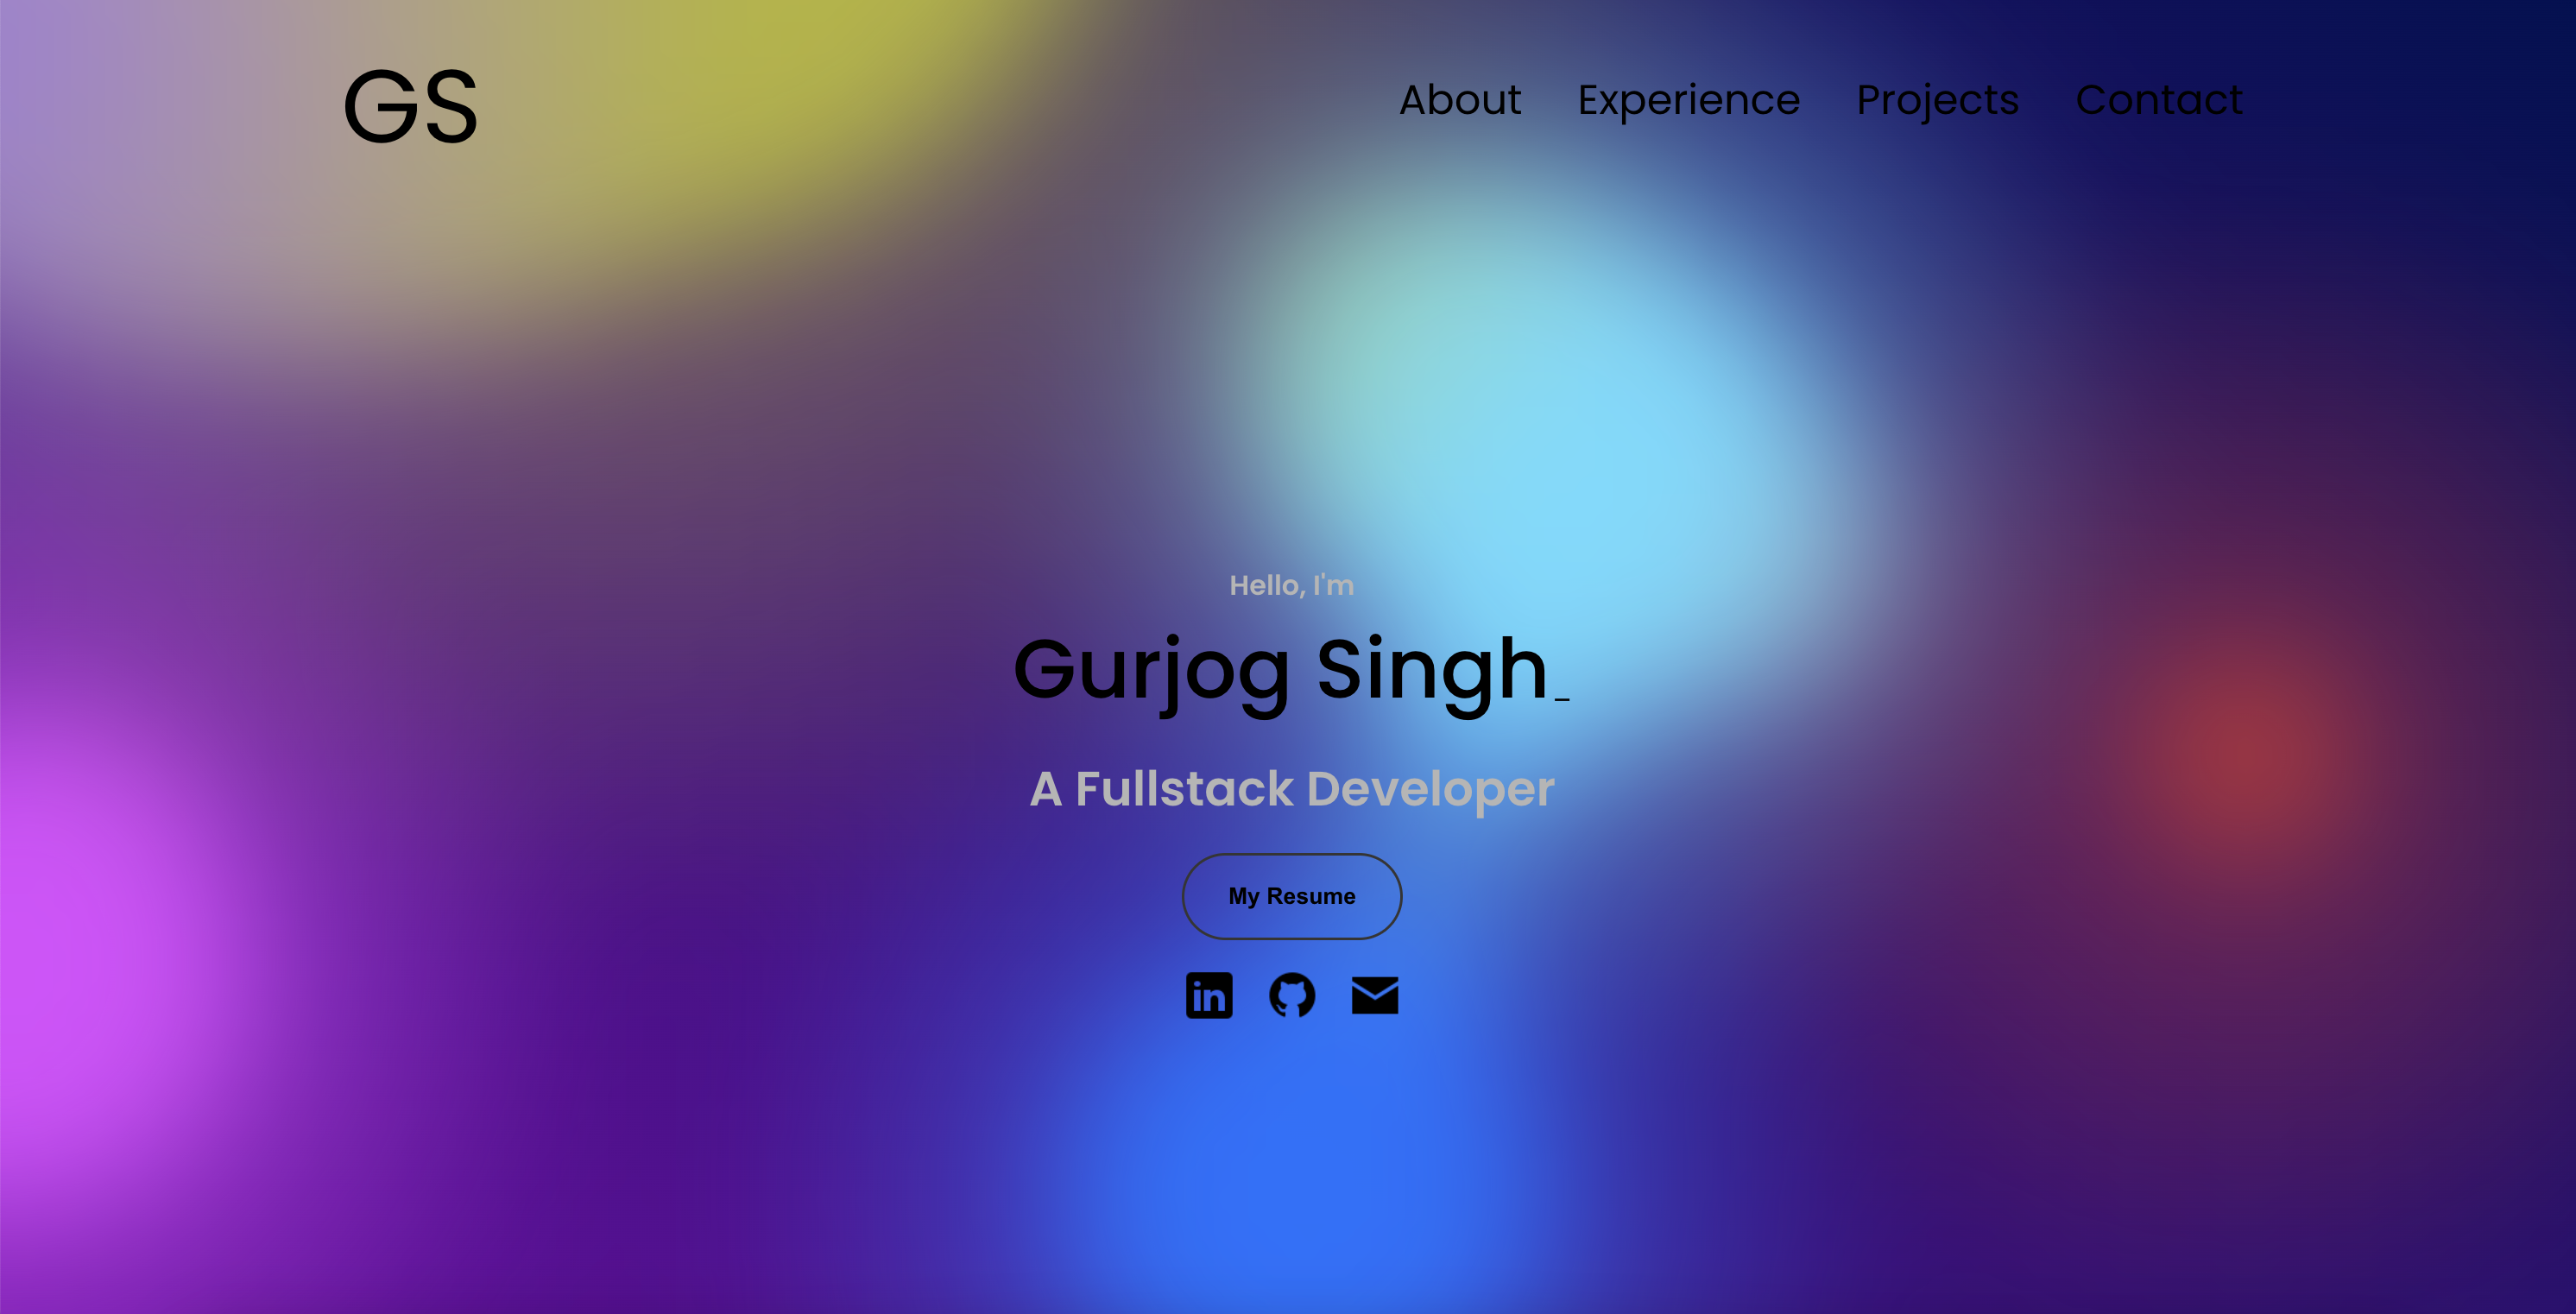 GS
About Experience Projects Contact
Hello, I'm
Gurjog Singh_
A Fullstack Developer
My Resume
in